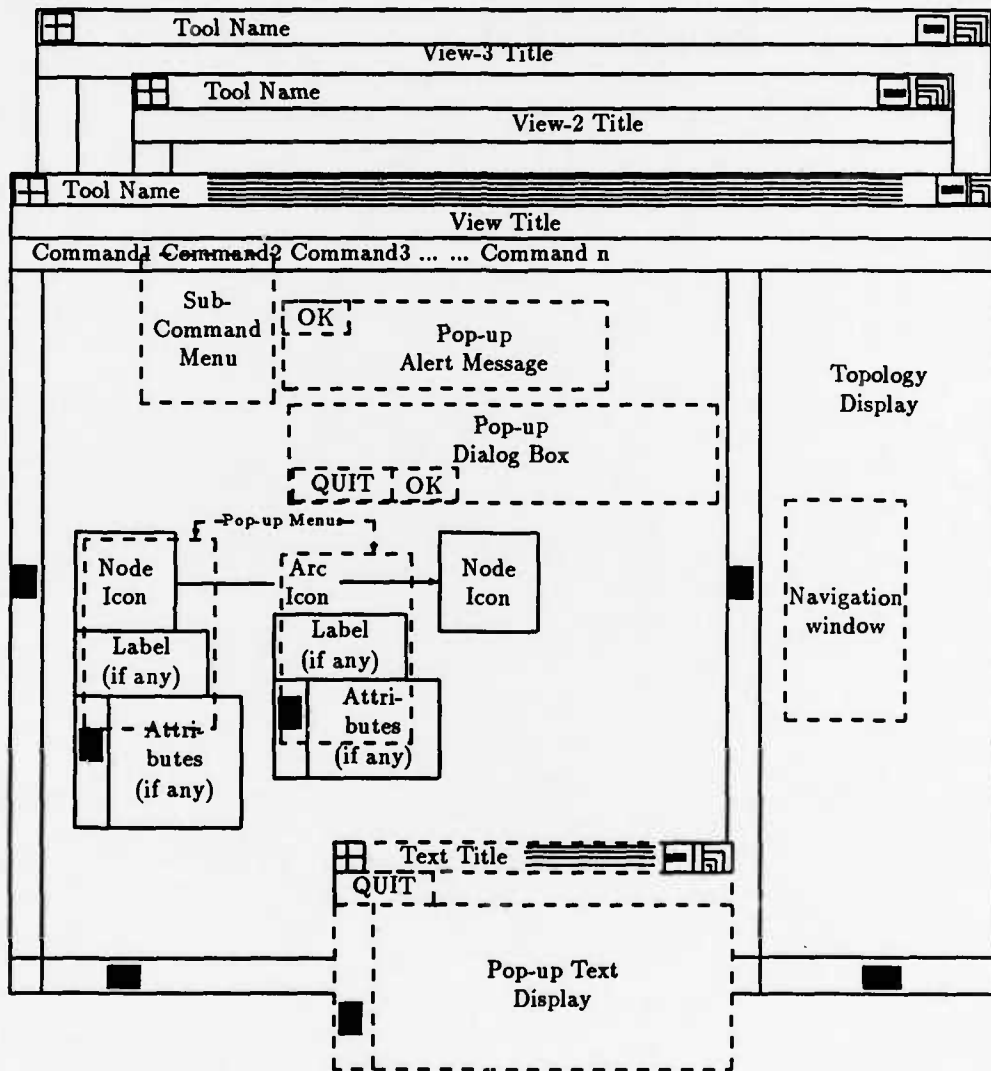 Tool Name
View-3 Title
Tool Name
View-2 Title
Tool Name
View Title
Command1 Command2 Command3 ... ... Command n
Sub-
Command
Menu
OK
Pop-up
Alert Message
Topology
Display
Pop-up
Dialog Box
QUIT OK
Pop-up Menus
Node
Icon
Arc
Icon
Node
Icon
Label
(if any)
Label
(if any)
Attri-
butes
(if any)
Attri-
butes
(if any)
Navigation
window
Text Title
QUIT
Pop-up Text
Display